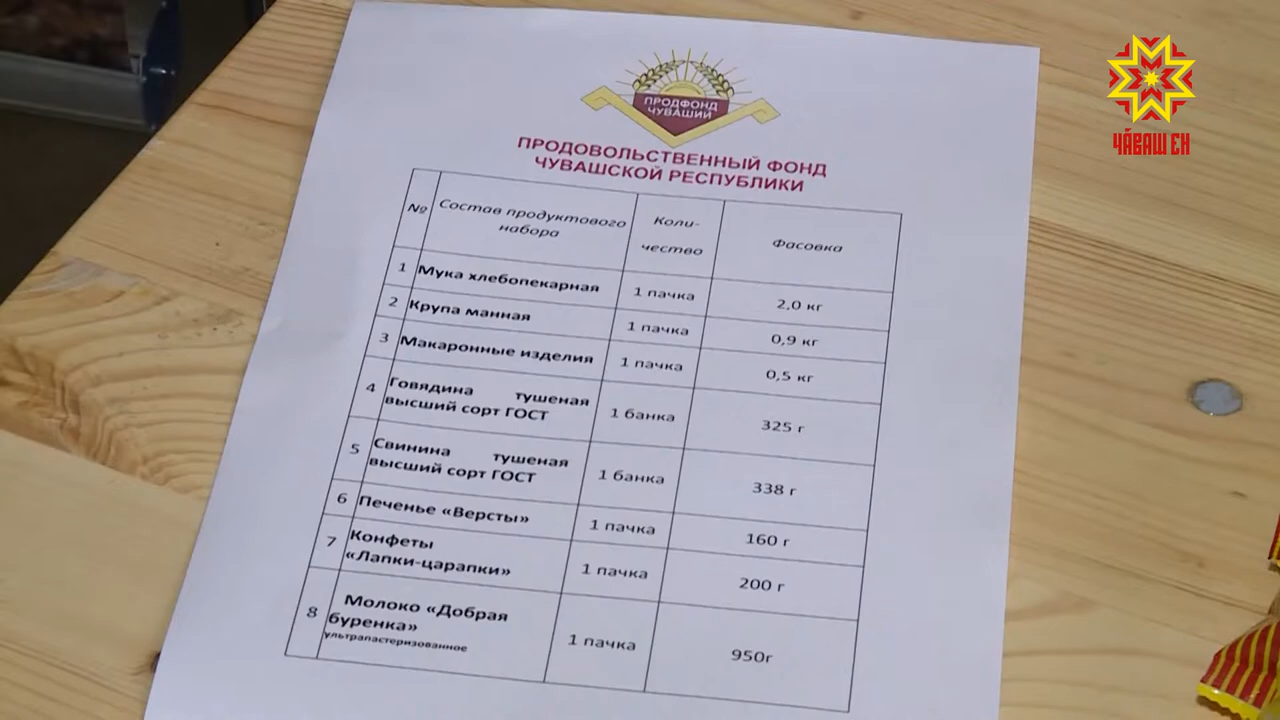 ПРОДФОНД
ЧУВАШИЙ
ЧӐВАШ ЕН
ПРОДОВОЛЬСТВЕННЫЙ ФОНД
ЧУВАШСКОЙ РЕСПУБЛИКИ
№ Состав продуктового набора Коли-чество Фасовка
1 Мука хлебопекарная 1 пачка 2,0 кг
2 Крупа манная 1 пачка 0,9 кг
3 Макаронные изделия 1 пачка 0,5 кг
4 Говядина тушеная
высший сорт ГОСТ 1 банка 325 г
5 Свинина тушеная
высший сорт ГОСТ 1 банка 338 г
6 Печенье «Версты» 1 пачка 160 г
7 Конфеты
«Лапки-царапки» 1 пачка 200 г
8 Молоко «Добрая
буренка» 1 пачка 950г
ультрапастеризованное